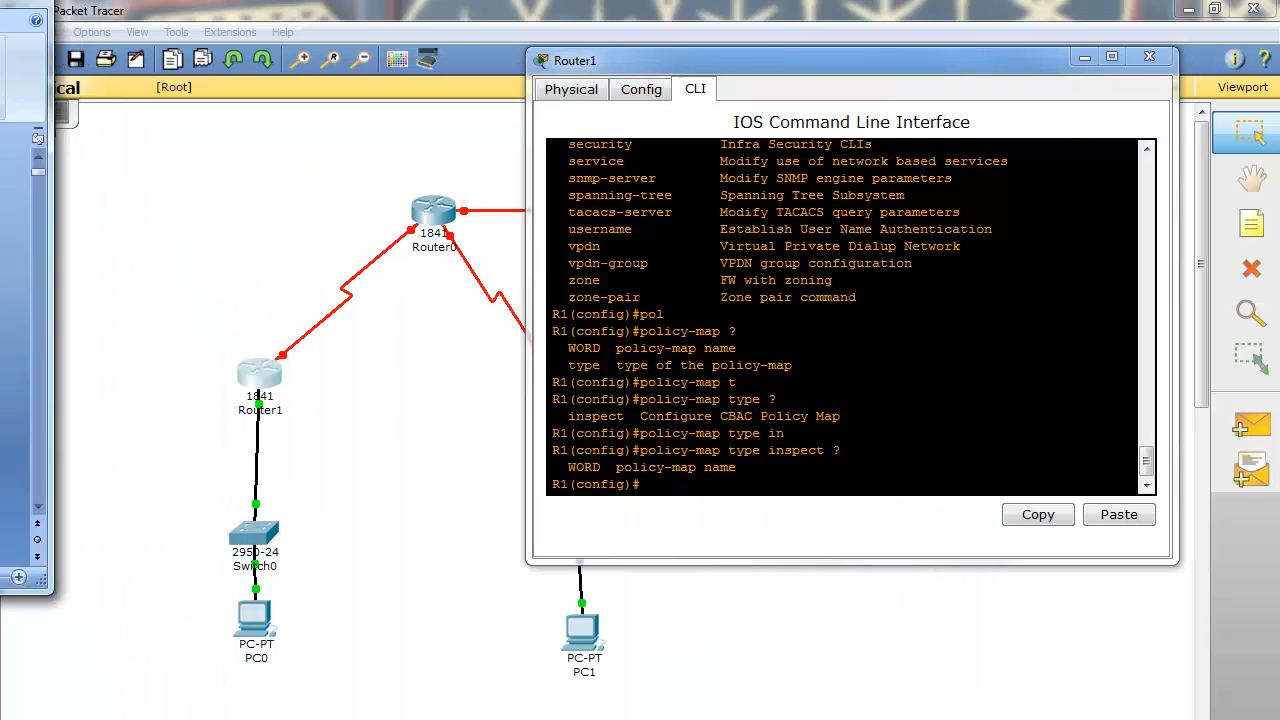 Packet Tracer
Options View Tools Extensions Help
cal [Root] Viewport
Router1
Physical Config CLI
IOS Command Line Interface
security Infra Security CLIs
service Modify use of network based services
snmp-server Modify SNMP engine parameters
spanning-tree Spanning Tree Subsystem
tacacs-server Modify TACACS query parameters
username Establish User Name Authentication
vpdn Virtual Private Dialup Network
vpdn-group VPDN group configuration
zone FW with zoning
zone-pair Zone pair command
R1(config)#pol
R1(config)#policy-map ?
WORD policy-map name
type type of the policy-map
R1(config)#policy-map t
R1(config)#policy-map type ?
inspect Configure CBAC Policy Map
R1(config)#policy-map type in
R1(config)#policy-map type inspect ?
WORD policy-map name
R1(config)#
Copy Paste
1841
Router0
1841
Router1
2950-24
Switch0
PC-PT
PC0
PC-PT
PC1